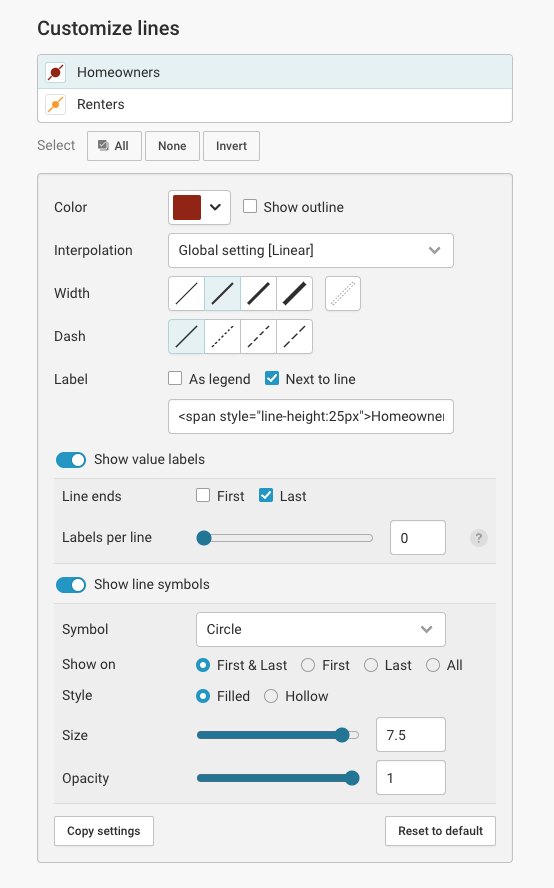 Customize lines
Homeowners
Renters
Select All None Invert
Color Show outline
Interpolation Global setting [Linear]
Width
Dash
Label As legend Next to line
<span style="line-height:25px">Homeowner
Show value labels
Line ends First Last
Labels per line 0 ?
Show line symbols
Symbol Circle
Show on First & Last First Last All
Style Filled Hollow
Size 7.5
Opacity 1
Copy settings Reset to default